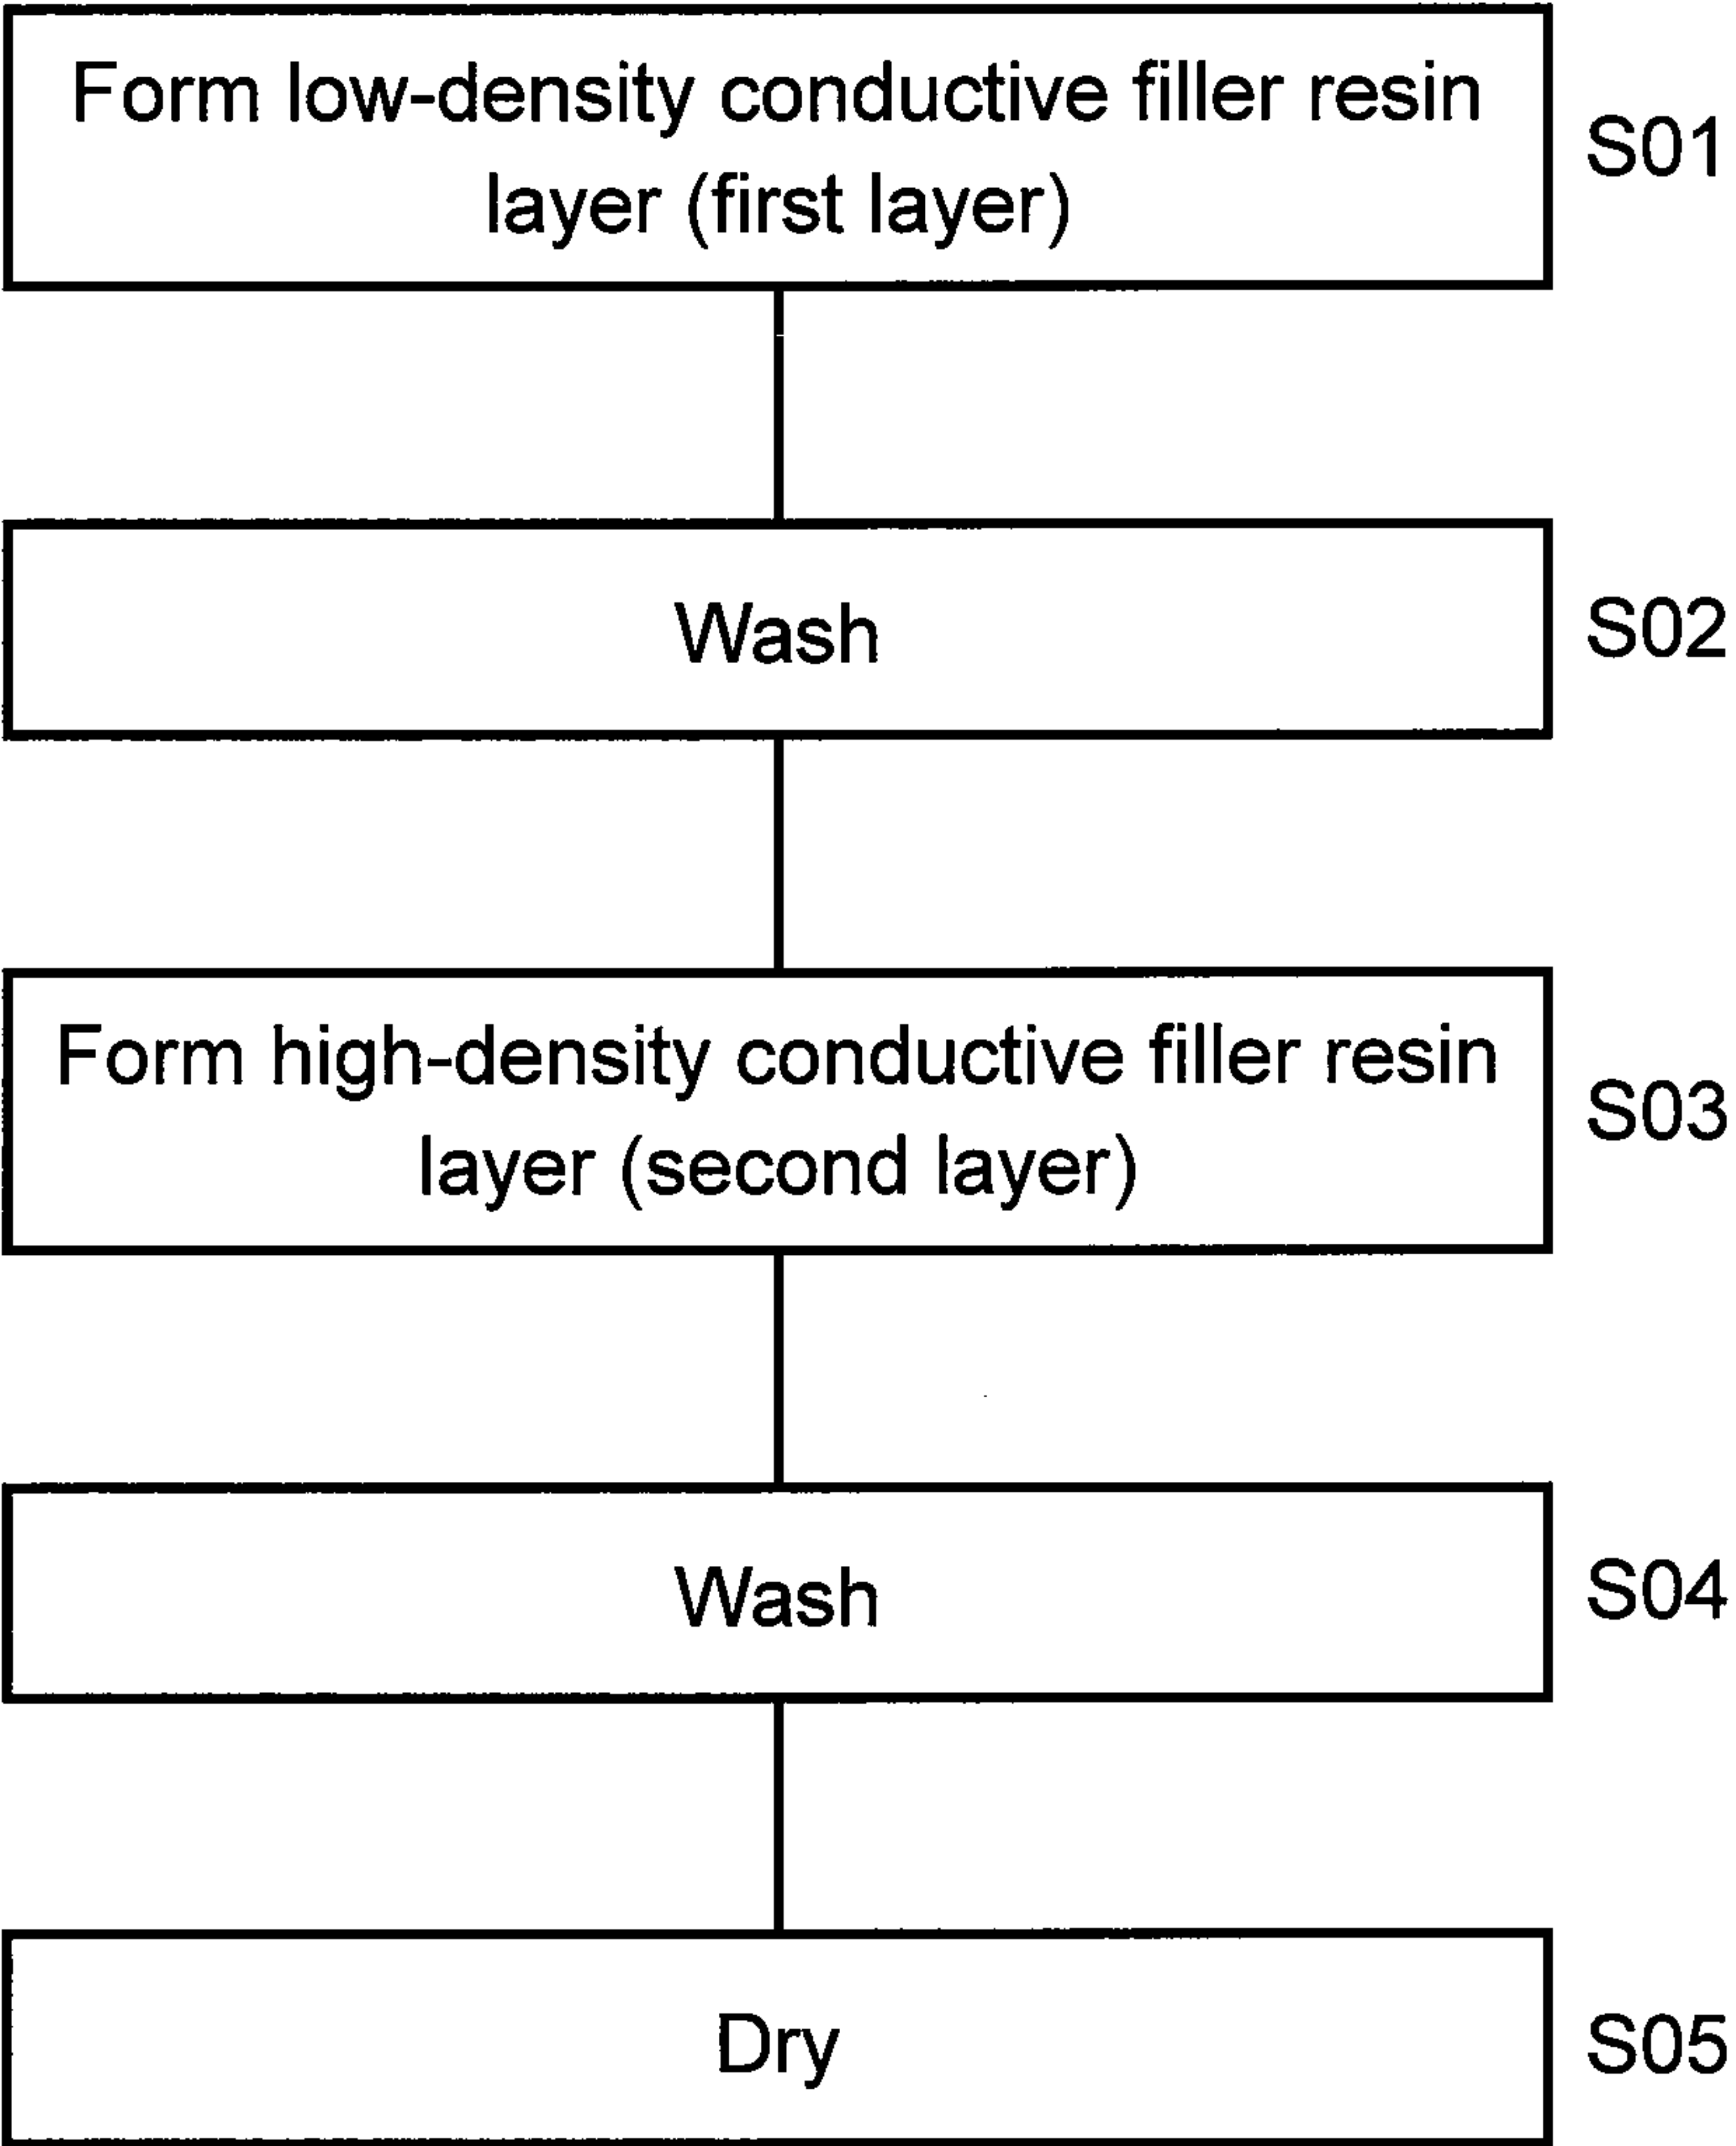 Form low-density conductive filler resin
layer (first layer)
S01
Wash
S02
Form high-density conductive filler resin
layer (second layer)
S03
Wash
S04
Dry
S05